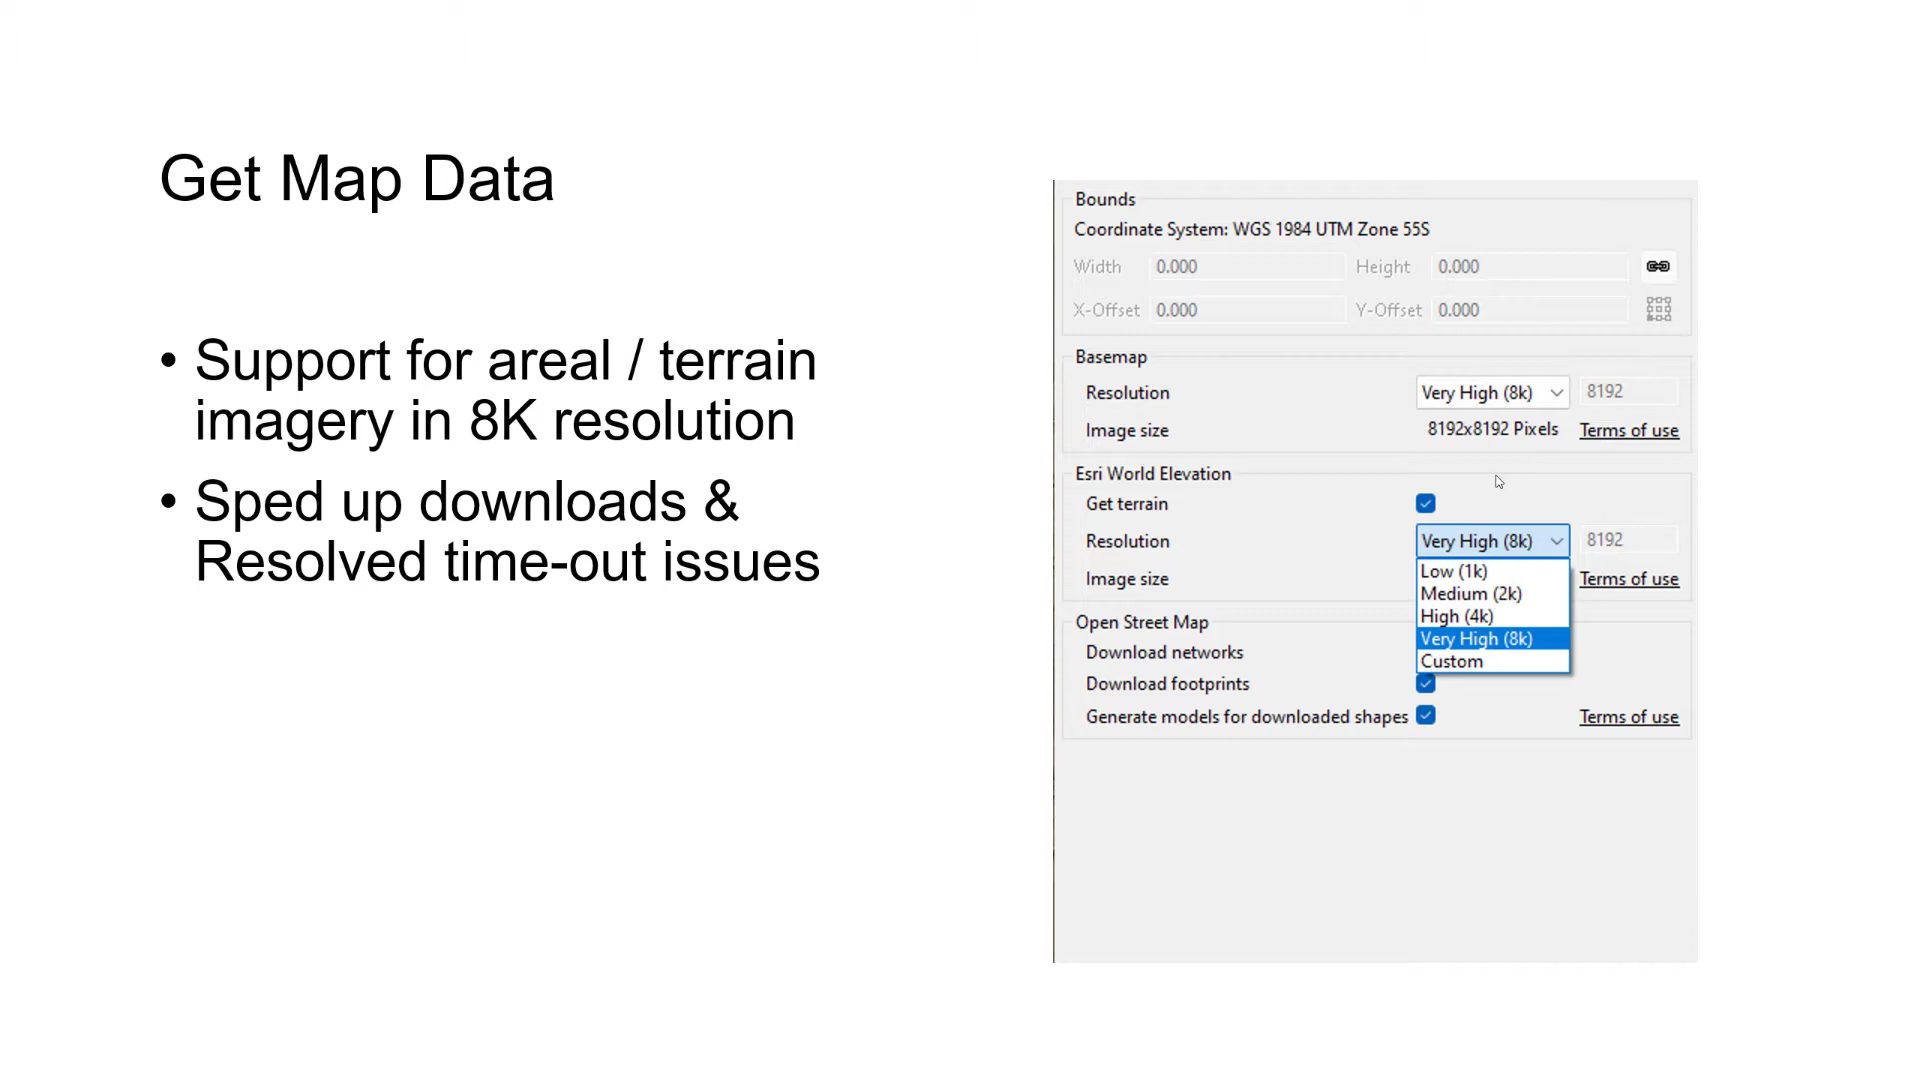 Get Map Data
• Support for areal / terrain
imagery in 8K resolution
• Sped up downloads &
Resolved time-out issues
Bounds
Coordinate System: WGS 1984 UTM Zone 55S
Width 0.000 Height 0.000
X-Offset 0.000 Y-Offset 0.000
Basemap
Resolution Very High (8k) 8192
Image size 8192x8192 Pixels Terms of use
Esri World Elevation
Get terrain
Resolution Very High (8k) 8192
Low (1k)
Image size Terms of use
Medium (2k)
High (4k)
Very High (8k)
Custom
Open Street Map
Download networks
Download footprints
Generate models for downloaded shapes Terms of use